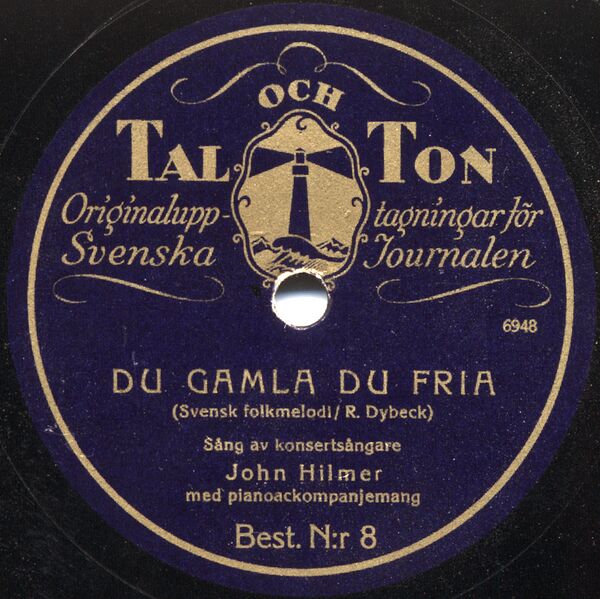 OCH
TAL TON
Originalupp- tagningar för
Svenska Journalen
6948
DU GAMLA DU FRIA
(Svensk folkmelodi/R. Dybeck)
Sång av konsertsångare
John Hilmer
med pianoackompanjemang
Best. N:r 8